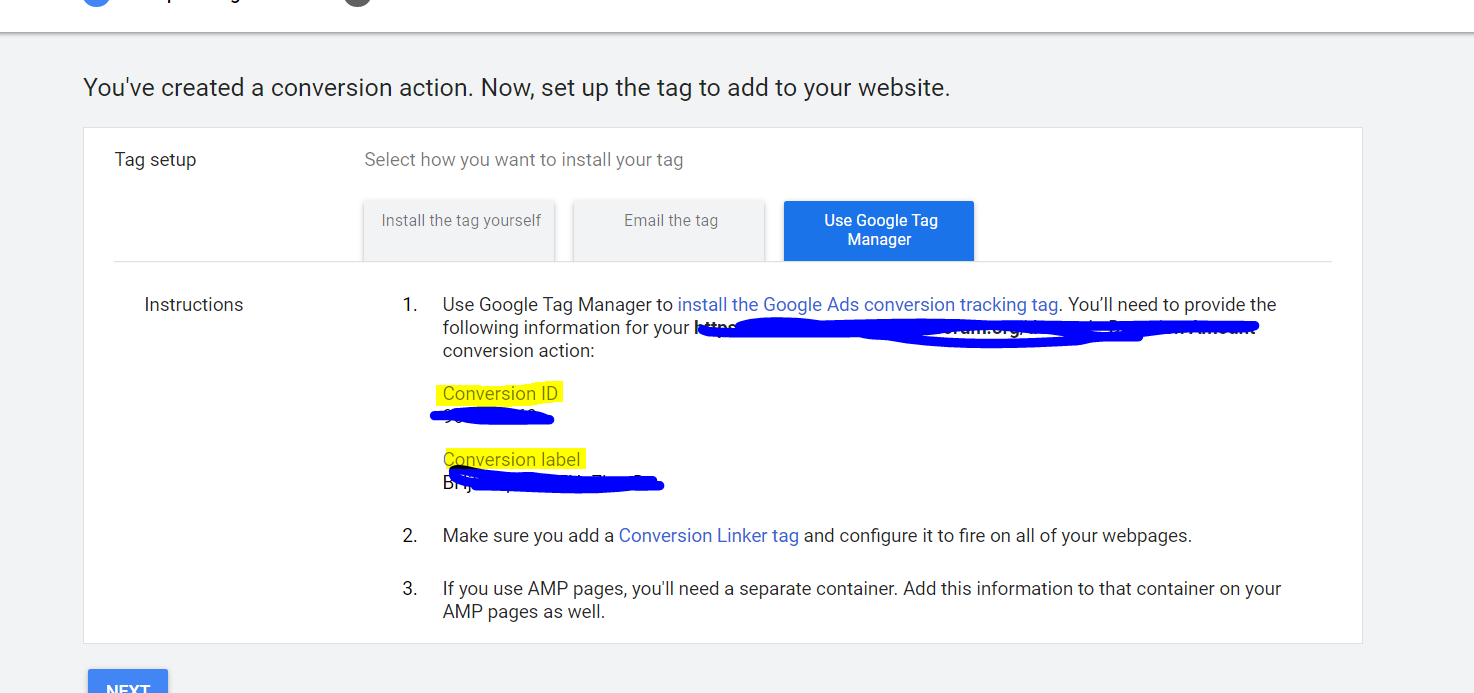 You've created a conversion action. Now, set up the tag to add to your website.
Tag setup
Select how you want to install your tag
Install the tag yourself
Email the tag
Use Google Tag
Manager
Instructions
1. Use Google Tag Manager to install the Google Ads conversion tracking tag. You’ll need to provide the
following information for your
conversion action:
Conversion ID
Conversion label
2. Make sure you add a Conversion Linker tag and configure it to fire on all of your webpages.
3. If you use AMP pages, you'll need a separate container. Add this information to that container on your
AMP pages as well.
NEXT